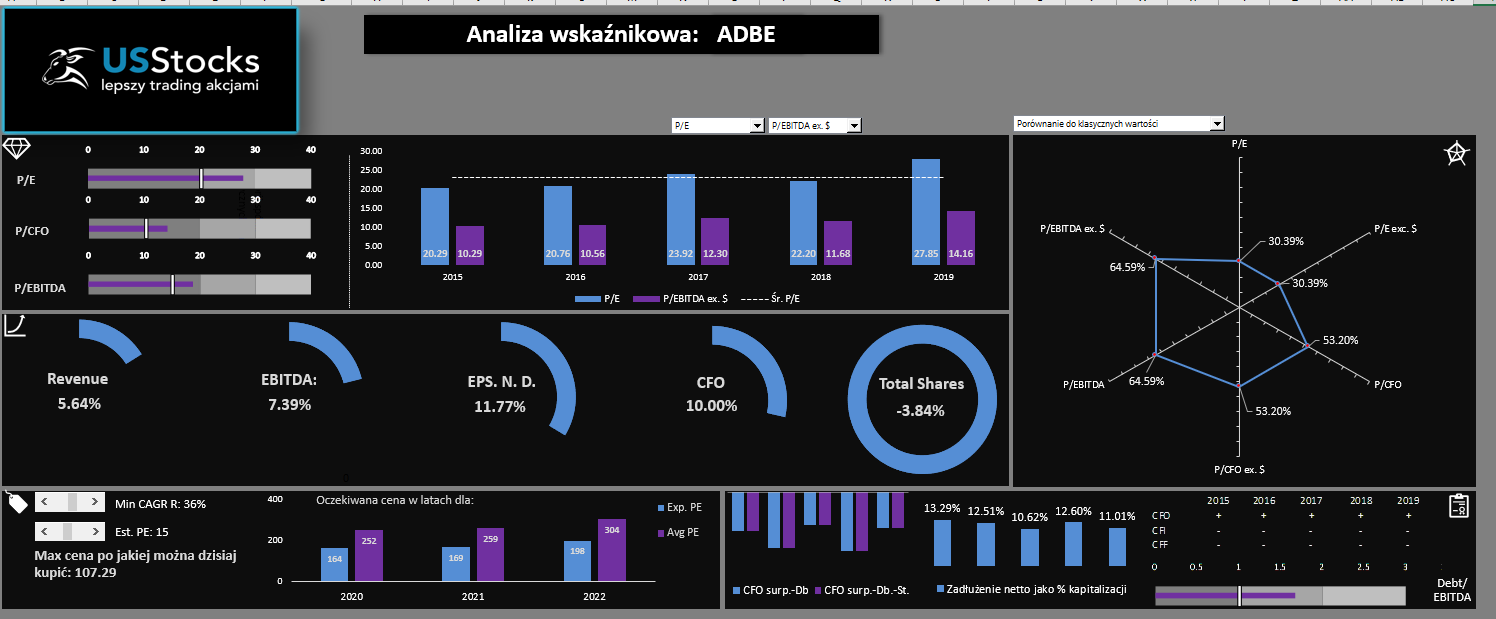 USStocks
lepszy trading akcjami
Analiza wskaźnikowa: ADBE
P/E
P/EBITDA ex. $
Porównanie do klasycznych wartości
0 10 20 30 40
P/E
0 10 20 30 40
P/CFO
0 10 20 30 40
P/EBITDA
30.00
25.00
20.00
15.00
10.00
5.00
0.00
20.29 10.29 20.76 10.56 23.92 12.30 22.20 11.68 27.85 14.16
2015 2016 2017 2018 2019
P/E P/EBITDA ex. $ Śr. P/E
P/E
P/EBITDA ex. $
P/E exc. $
30.39%
64.59%
30.39%
53.20%
P/EBITDA
64.59%
P/CFO
53.20%
P/CFO ex. $
Revenue
5.64%
EBITDA:
7.39%
EPS. N. D.
11.77%
CFO
10.00%
Total Shares
-3.84%
0
Min CAGR R: 36%
Est. PE: 15
Max cena po jakiej można dzisiaj
kupić: 107.29
Oczekiwana cena w latach dla:
400
200
0
164 252 169 259 198 304
2020 2021 2022
Exp. PE
Avg PE
CFO surp.-Db CFO surp.-Db.-St.
13.29% 12.51% 10.62% 12.60% 11.01%
Zadłużenie netto jako % kapitalizacji
2015 2016 2017 2018 2019
CFO + + + + +
CFI - - - - -
CFF - - - - -
0 0.5 1 1.5 2 2.5 3
Debt/
EBITDA